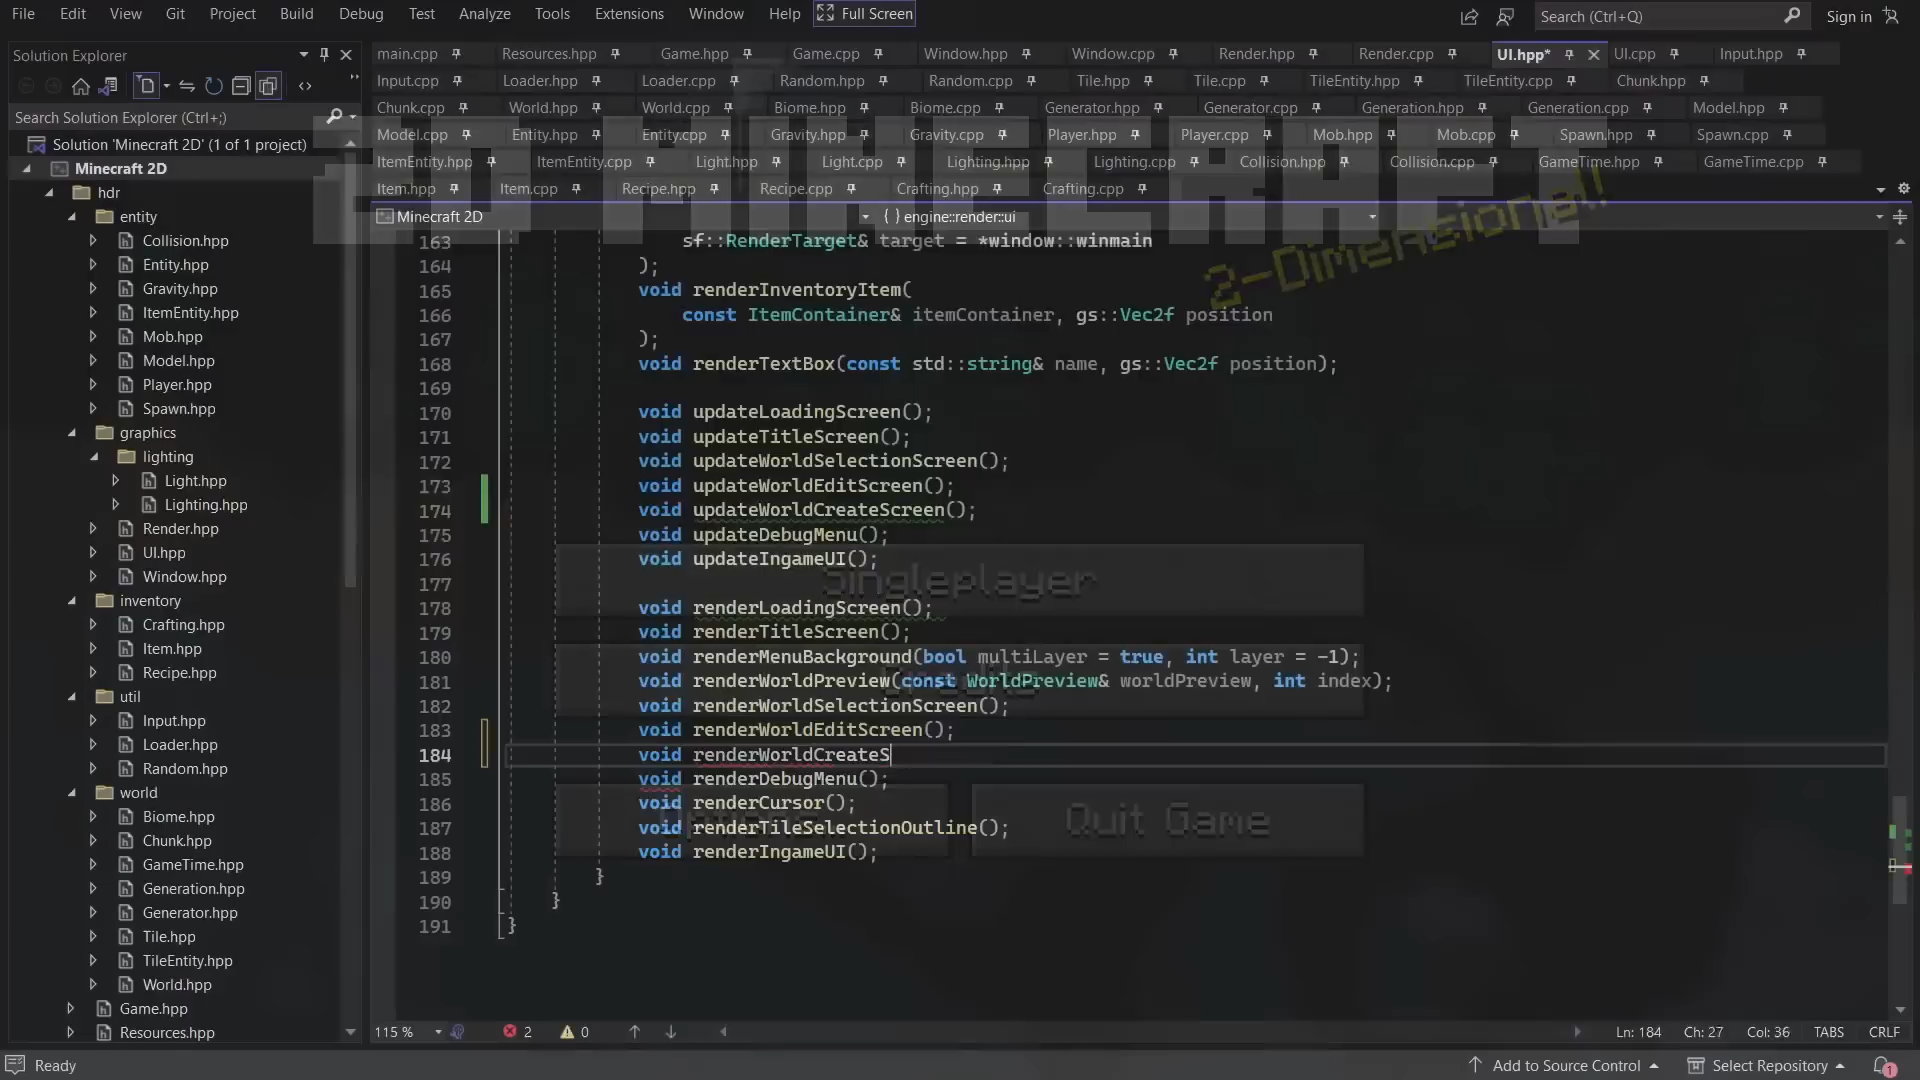 File Edit View Git Project Build Debug Test Analyze Tools Extensions Window Help Full Screen Search (Ctrl+Q) Sign in
Solution Explorer
main.cpp Resources.hpp Game.hpp Game.cpp Window.hpp Window.cpp Render.hpp Render.cpp UI.hpp* UI.cpp Input.hpp
Input.cpp Loader.hpp Loader.cpp Random.hpp Random.cpp Tile.hpp Tile.cpp TileEntity.hpp TileEntity.cpp Chunk.hpp
Chunk.cpp World.hpp World.cpp Biome.hpp Biome.cpp Generator.hpp Generator.cpp Generation.hpp Generation.cpp Model.hpp
Model.cpp Entity.hpp Entity.cpp Gravity.hpp Gravity.cpp Player.hpp Player.cpp Mob.hpp Mob.cpp Spawn.hpp Spawn.cpp
ItemEntity.hpp ItemEntity.cpp Light.hpp Light.cpp Lighting.hpp Lighting.cpp Collision.hpp Collision.cpp GameTime.hpp GameTime.cpp
Item.hpp Item.cpp Recipe.hpp Recipe.cpp Crafting.hpp Crafting.cpp
2D MINECRAFT
2-Dimensional!
Minecraft 2D { } engine::render::ui
Search Solution Explorer (Ctrl+;)
Solution 'Minecraft 2D' (1 of 1 project)
Minecraft 2D
hdr
entity
Collision.hpp
Entity.hpp
Gravity.hpp
ItemEntity.hpp
Mob.hpp
Model.hpp
Player.hpp
Spawn.hpp
graphics
lighting
Light.hpp
Lighting.hpp
Render.hpp
UI.hpp
Window.hpp
inventory
Crafting.hpp
Item.hpp
Recipe.hpp
util
Input.hpp
Loader.hpp
Random.hpp
world
Biome.hpp
Chunk.hpp
GameTime.hpp
Generation.hpp
Generator.hpp
Tile.hpp
TileEntity.hpp
World.hpp
Game.hpp
Resources.hpp
163 sf::RenderTarget& target = *window::winmain
164 );
165 void renderInventoryItem(
166 const ItemContainer& itemContainer, gs::Vec2f position
167 );
168 void renderTextBox(const std::string& name, gs::Vec2f position);
169
170 void updateLoadingScreen();
171 void updateTitleScreen();
172 void updateWorldSelectionScreen();
173 void updateWorldEditScreen();
174 void updateWorldCreateScreen();
175 void updateDebugMenu();
176 void updateIngameUI();
Singleplayer
177
178 void renderLoadingScreen();
179 void renderTitleScreen();
180 void renderMenuBackground(bool multiLayer = true, int layer = -1);
181 void renderWorldPreview(const WorldPreview& worldPreview, int index);
182 void renderWorldSelectionScreen();
183 void renderWorldEditScreen();
184 void renderWorldCreateS
185 void renderDebugMenu();
186 void renderCursor();
Quit Game
187 void renderTileSelectionOutline();
188 void renderIngameUI();
189 }
190 }
191 }
115 % 2 0 Ln: 184 Ch: 27 Col: 36 TABS CRLF
Ready Add to Source Control Select Repository 1